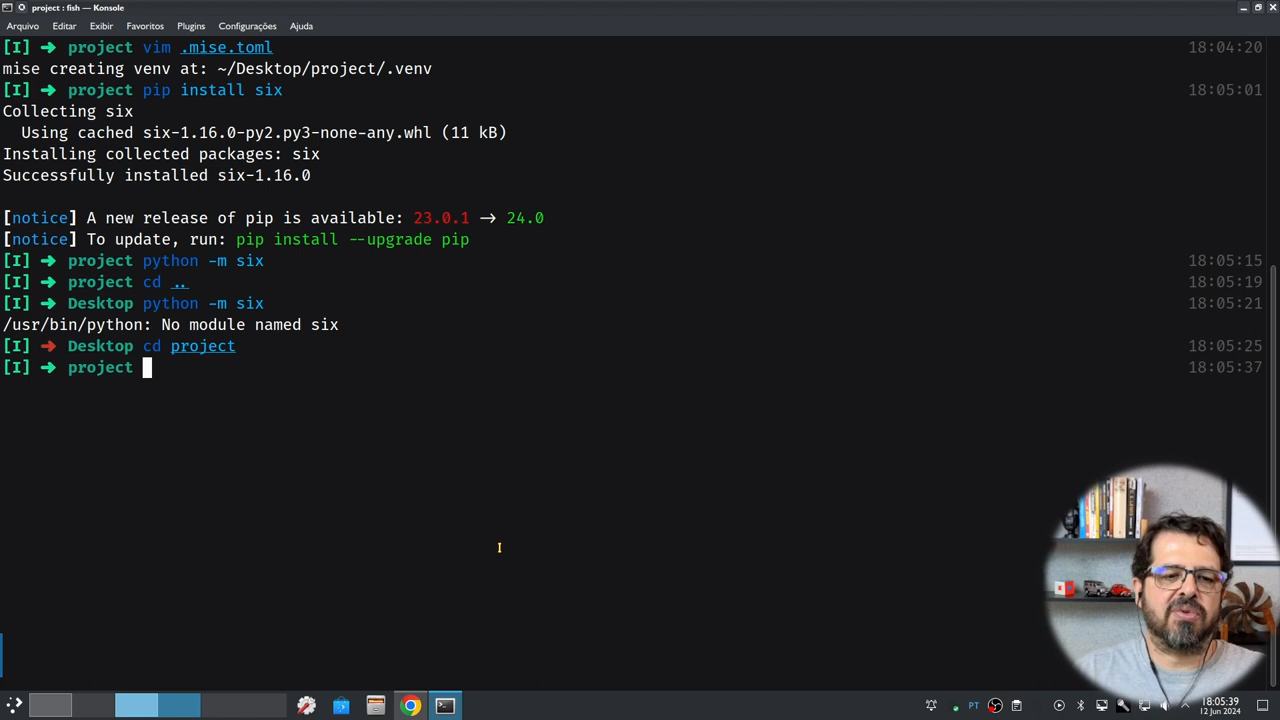 project : fish — Konsole
Arquivo Editar Exibir Favoritos Plugins Configurações Ajuda
[I] ➜ project vim .mise.toml 18:04:20
mise creating venv at: ~/Desktop/project/.venv
[I] ➜ project pip install six 18:05:01
Collecting six
  Using cached six-1.16.0-py2.py3-none-any.whl (11 kB)
Installing collected packages: six
Successfully installed six-1.16.0
[notice] A new release of pip is available: 23.0.1 -> 24.0
[notice] To update, run: pip install --upgrade pip
[I] ➜ project python -m six 18:05:15
[I] ➜ project cd .. 18:05:19
[I] ➜ Desktop python -m six 18:05:21
/usr/bin/python: No module named six
[I] ➜ Desktop cd project 18:05:25
[I] ➜ project 18:05:37
PT
18:05:39
12 Jun 2024